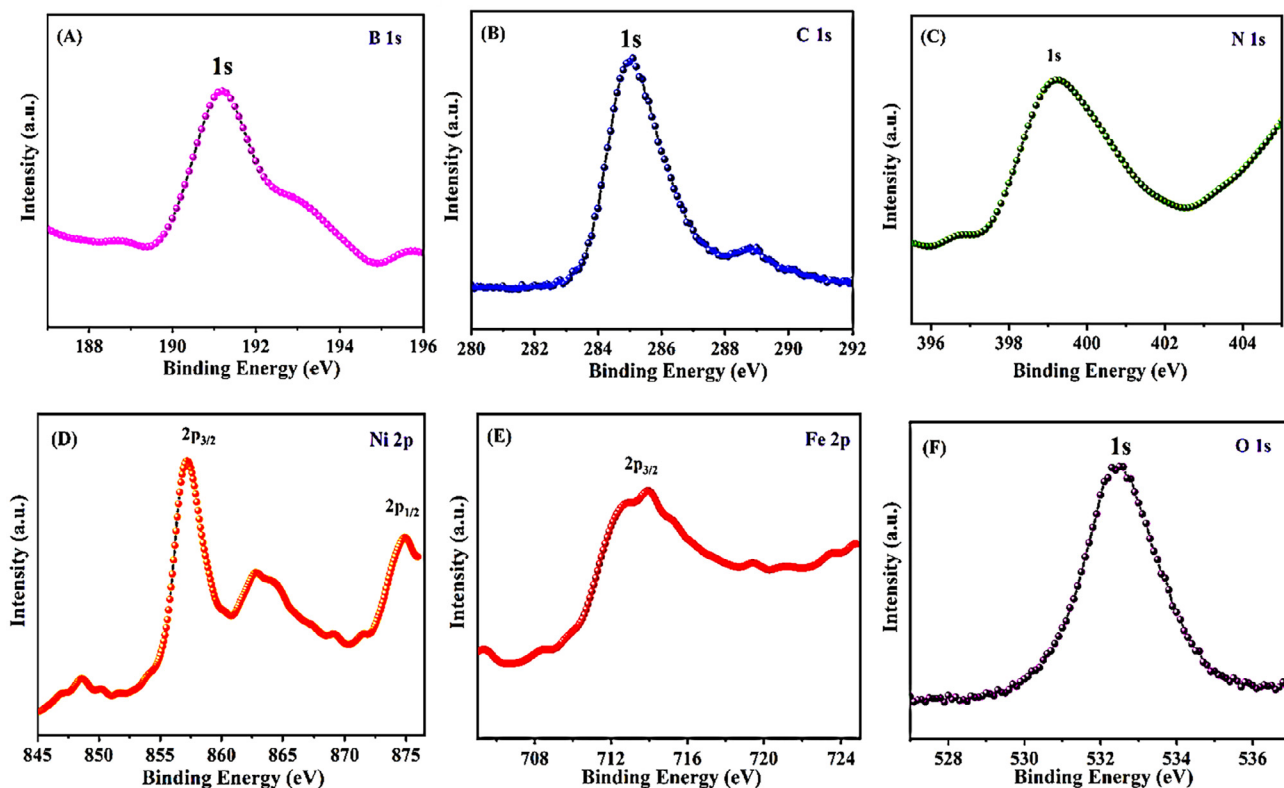 (A)
B 1s
1s
Intensity (a.u.)
188 190 192 194 196
Binding Energy (eV)
(B)
C 1s
1s
Intensity (a.u.)
280 282 284 286 288 290 292
Binding Energy (eV)
(C)
N 1s
1s
Intensity (a.u.)
396 398 400 402 404
Binding Energy (eV)
(D)
Ni 2p
2p3/2
2p1/2
Intensity (a.u.)
845 850 855 860 865 870 875
Binding Energy (eV)
(E)
Fe 2p
2p3/2
Intensity (a.u.)
708 712 716 720 724
Binding Energy (eV)
(F)
O 1s
1s
Intensity (a.u.)
528 530 532 534 536
Binding Energy (eV)